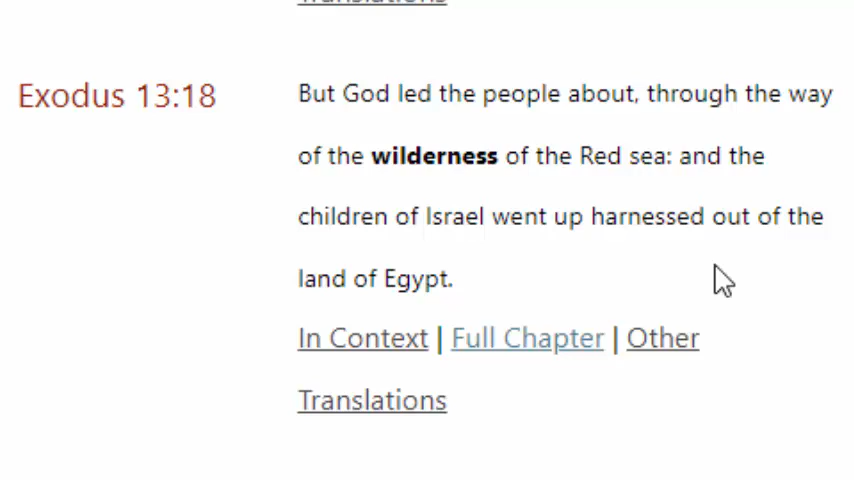 Translations
Exodus 13:18
But God led the people about, through the way
of the wilderness of the Red sea: and the
children of Israel went up harnessed out of the
land of Egypt.
In Context | Full Chapter | Other
Translations